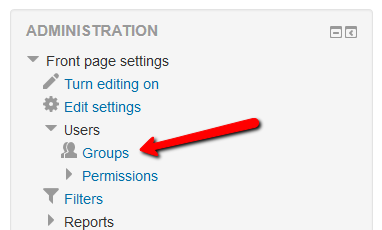 ADMINISTRATION
Front page settings
Turn editing on
Edit settings
Users
Groups
Permissions
Filters
Reports